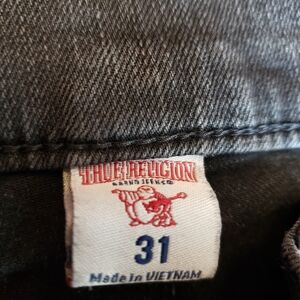 TRUE RELIGION
BRAND JEANS®
31
Made in VIETNAM